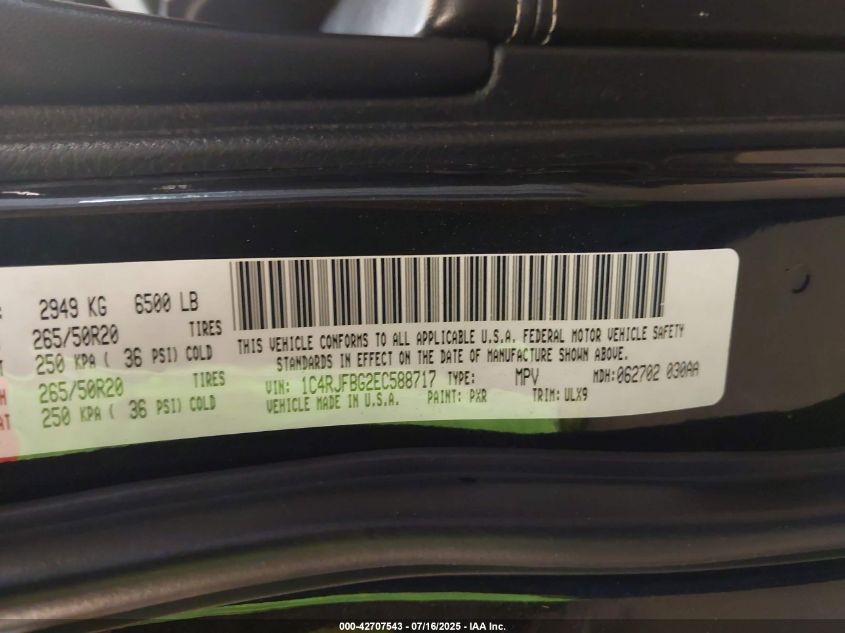 : 2949 KG 6500 LB
265/50R20 TIRES
T 250 KPA ( 36 PSI) COLD
H 265/50R20 TIRES
AT 250 KPA ( 36 PSI) COLD
THIS VEHICLE CONFORMS TO ALL APPLICABLE U.S.A. FEDERAL MOTOR VEHICLE SAFETY
STANDARDS IN EFFECT ON THE DATE OF MANUFACTURE SHOWN ABOVE.
VIN: 1C4RJFBG2EC588717 TYPE: MPV MDH:062702 030AA
VEHICLE MADE IN U.S.A. PAINT: PXR TRIM: ULX9
000-42707543 - 07/16/2025 - IAA Inc.